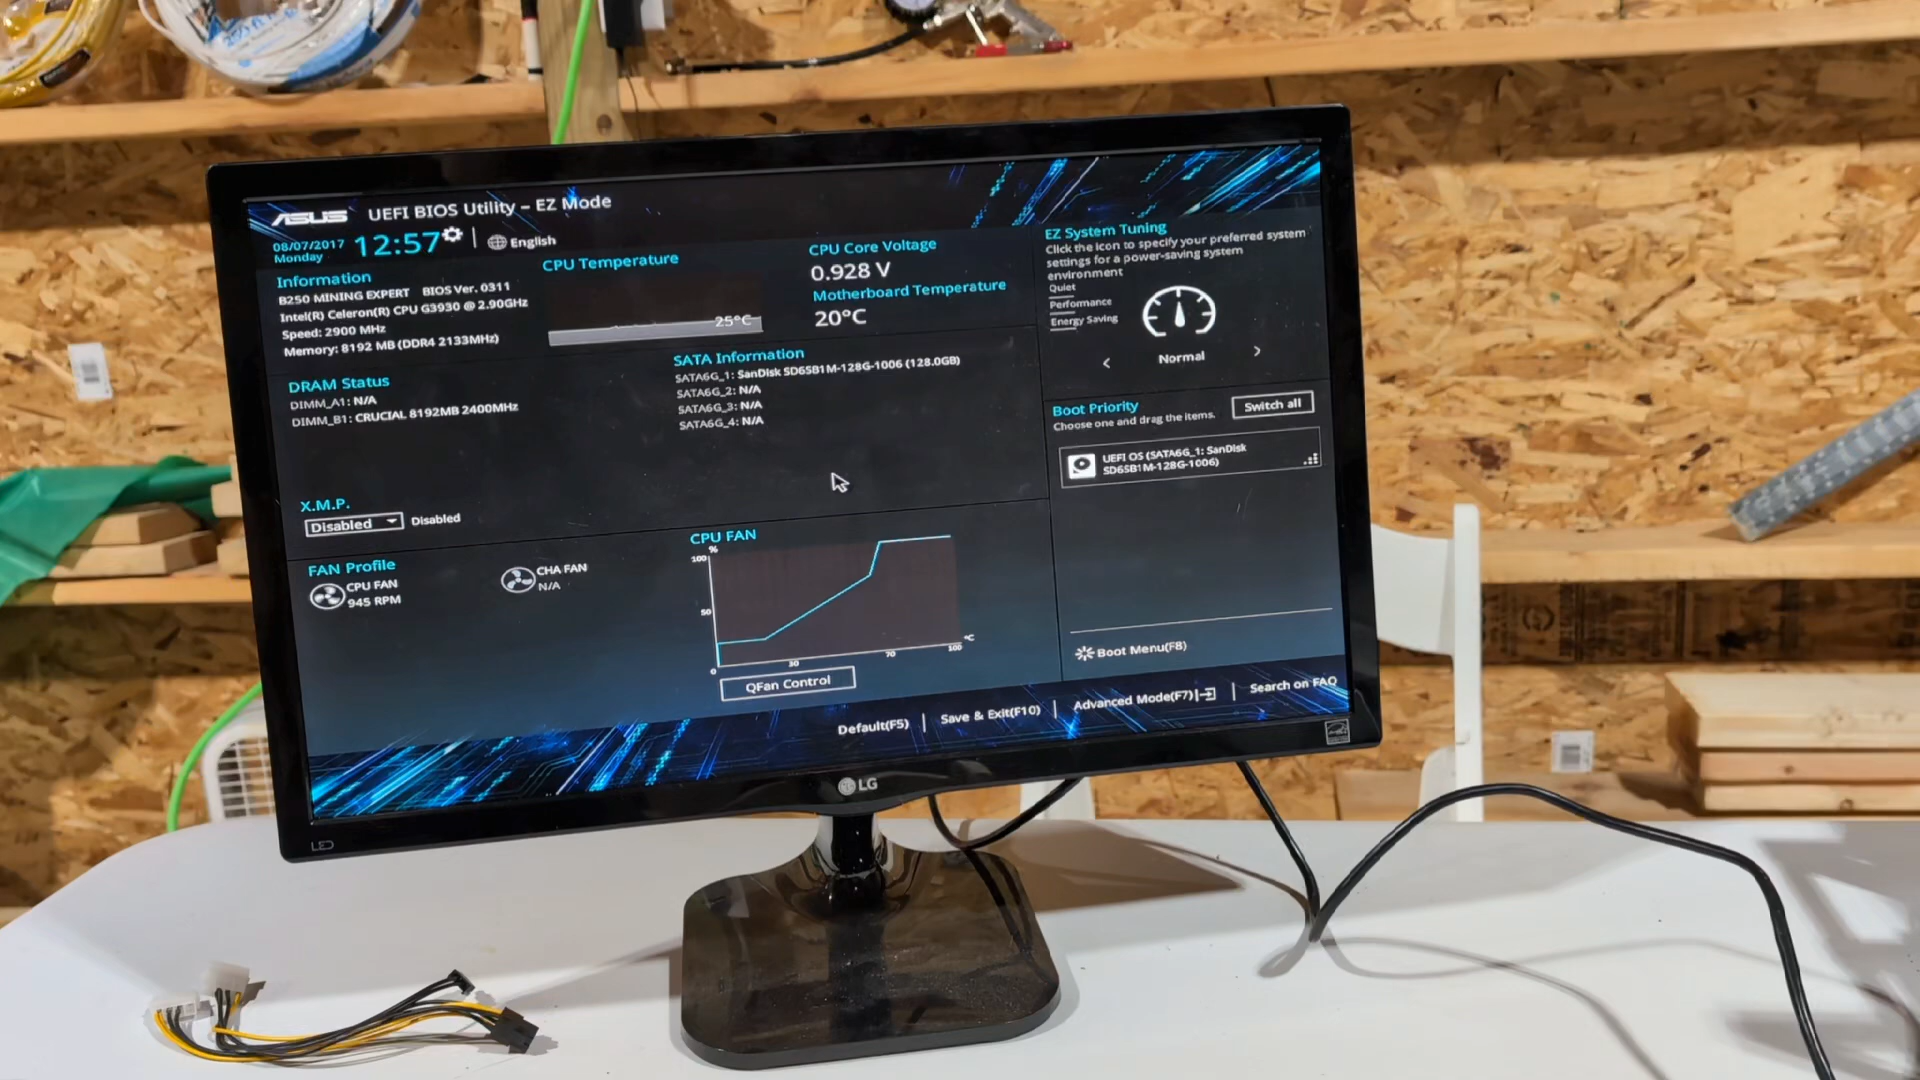 ASUS UEFI BIOS Utility – EZ Mode
08/07/2017
Monday
12:57
English
Information
B250 MINING EXPERT BIOS Ver. 0311
Intel(R) Celeron(R) CPU G3930 @ 2.90GHz
Speed: 2900 MHz
Memory: 8192 MB (DDR4 2133MHz)
CPU Temperature
25°C
CPU Core Voltage
0.928 V
Motherboard Temperature
20°C
EZ System Tuning
Click the icon to specify your preferred system
settings for a power-saving system
environment
Quiet
Performance
Energy Saving
<
Normal
>
DRAM Status
DIMM_A1: N/A
DIMM_B1: CRUCIAL 8192MB 2400MHz
SATA Information
SATA6G_1: SanDisk SD6SB1M-128G-1006 (128.0GB)
SATA6G_2: N/A
SATA6G_3: N/A
SATA6G_4: N/A
Boot Priority
Choose one and drag the items.
Switch all
UEFI OS (SATA6G_1: SanDisk
SD6SB1M-128G-1006)
X.M.P.
Disabled
Disabled
FAN Profile
CPU FAN
945 RPM
CHA FAN
N/A
CPU FAN
%
100
50
0
30
70
100
°C
QFan Control
Boot Menu(F8)
Default(F5)
Save & Exit(F10)
Advanced Mode(F7)
Search on FAQ
LG
LED